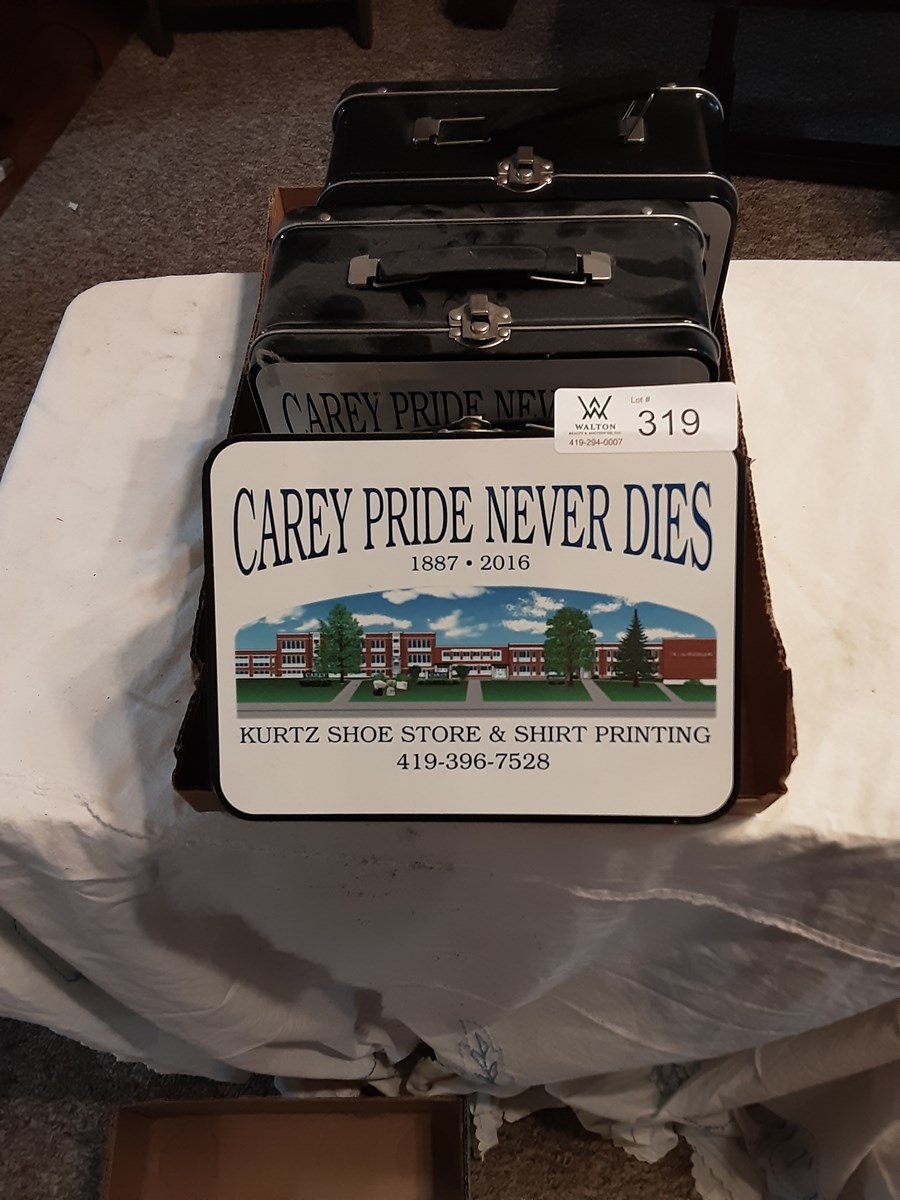 CAREY PRIDE NEV
Lot #
319
WALTON
419-294-0007
CAREY PRIDE NEVER DIES
1887 • 2016
KURTZ SHOE STORE & SHIRT PRINTING
419-396-7528